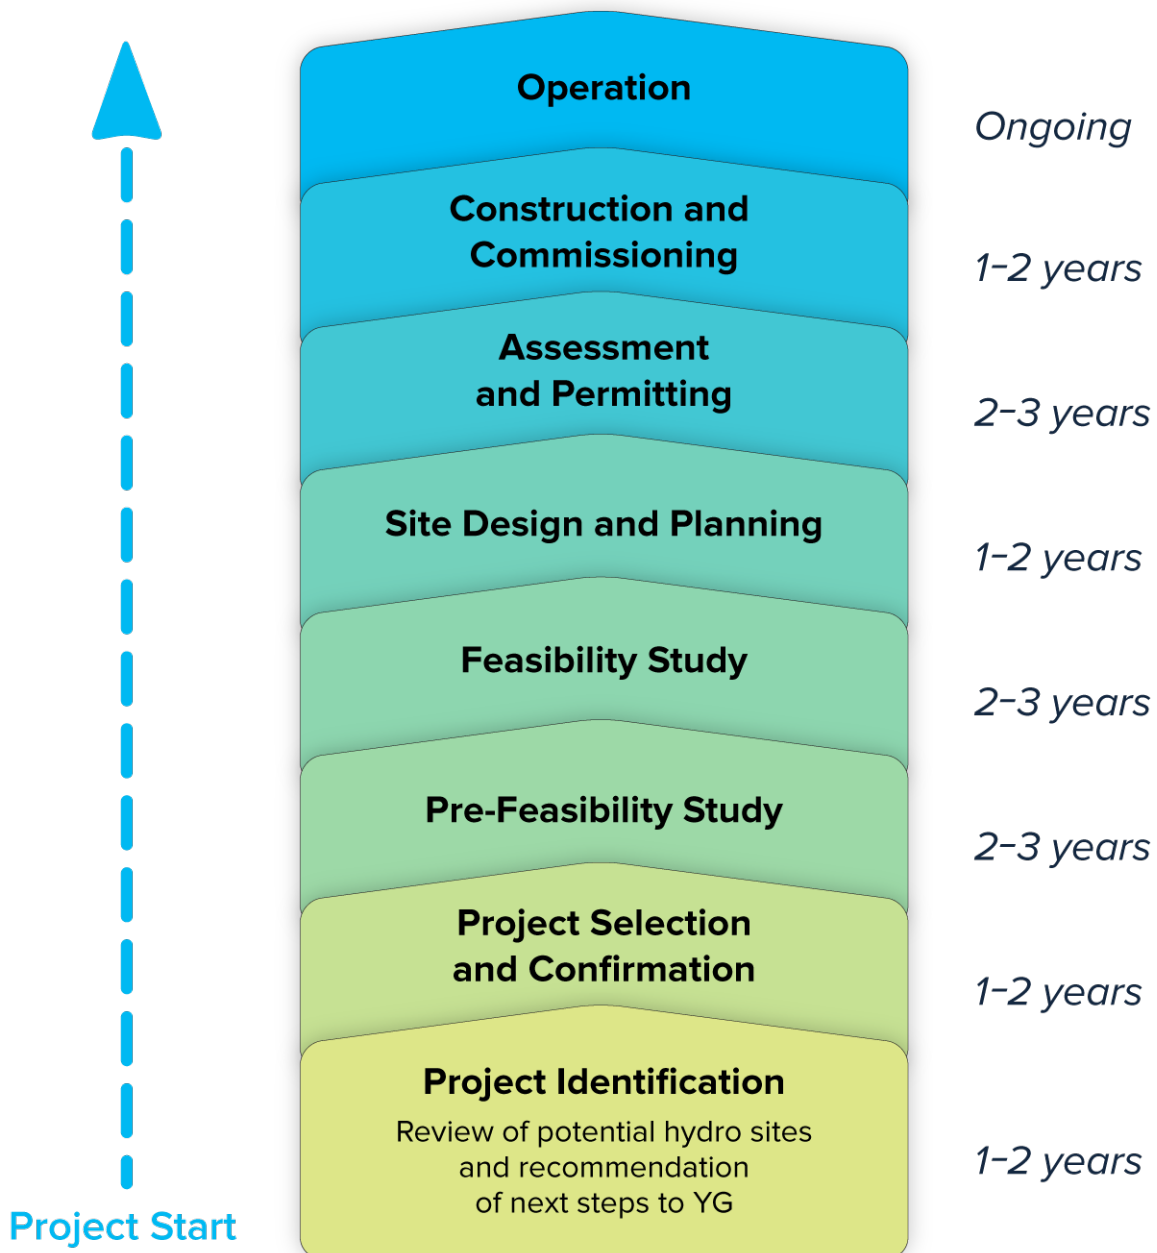 Operation
Ongoing
Construction and
Commissioning
1–2 years
Assessment
and Permitting
2–3 years
Site Design and Planning
1–2 years
Feasibility Study
2–3 years
Pre-Feasibility Study
2–3 years
Project Selection
and Confirmation
1–2 years
Project Identification
Review of potential hydro sites
and recommendation
of next steps to YG
1–2 years
Project Start